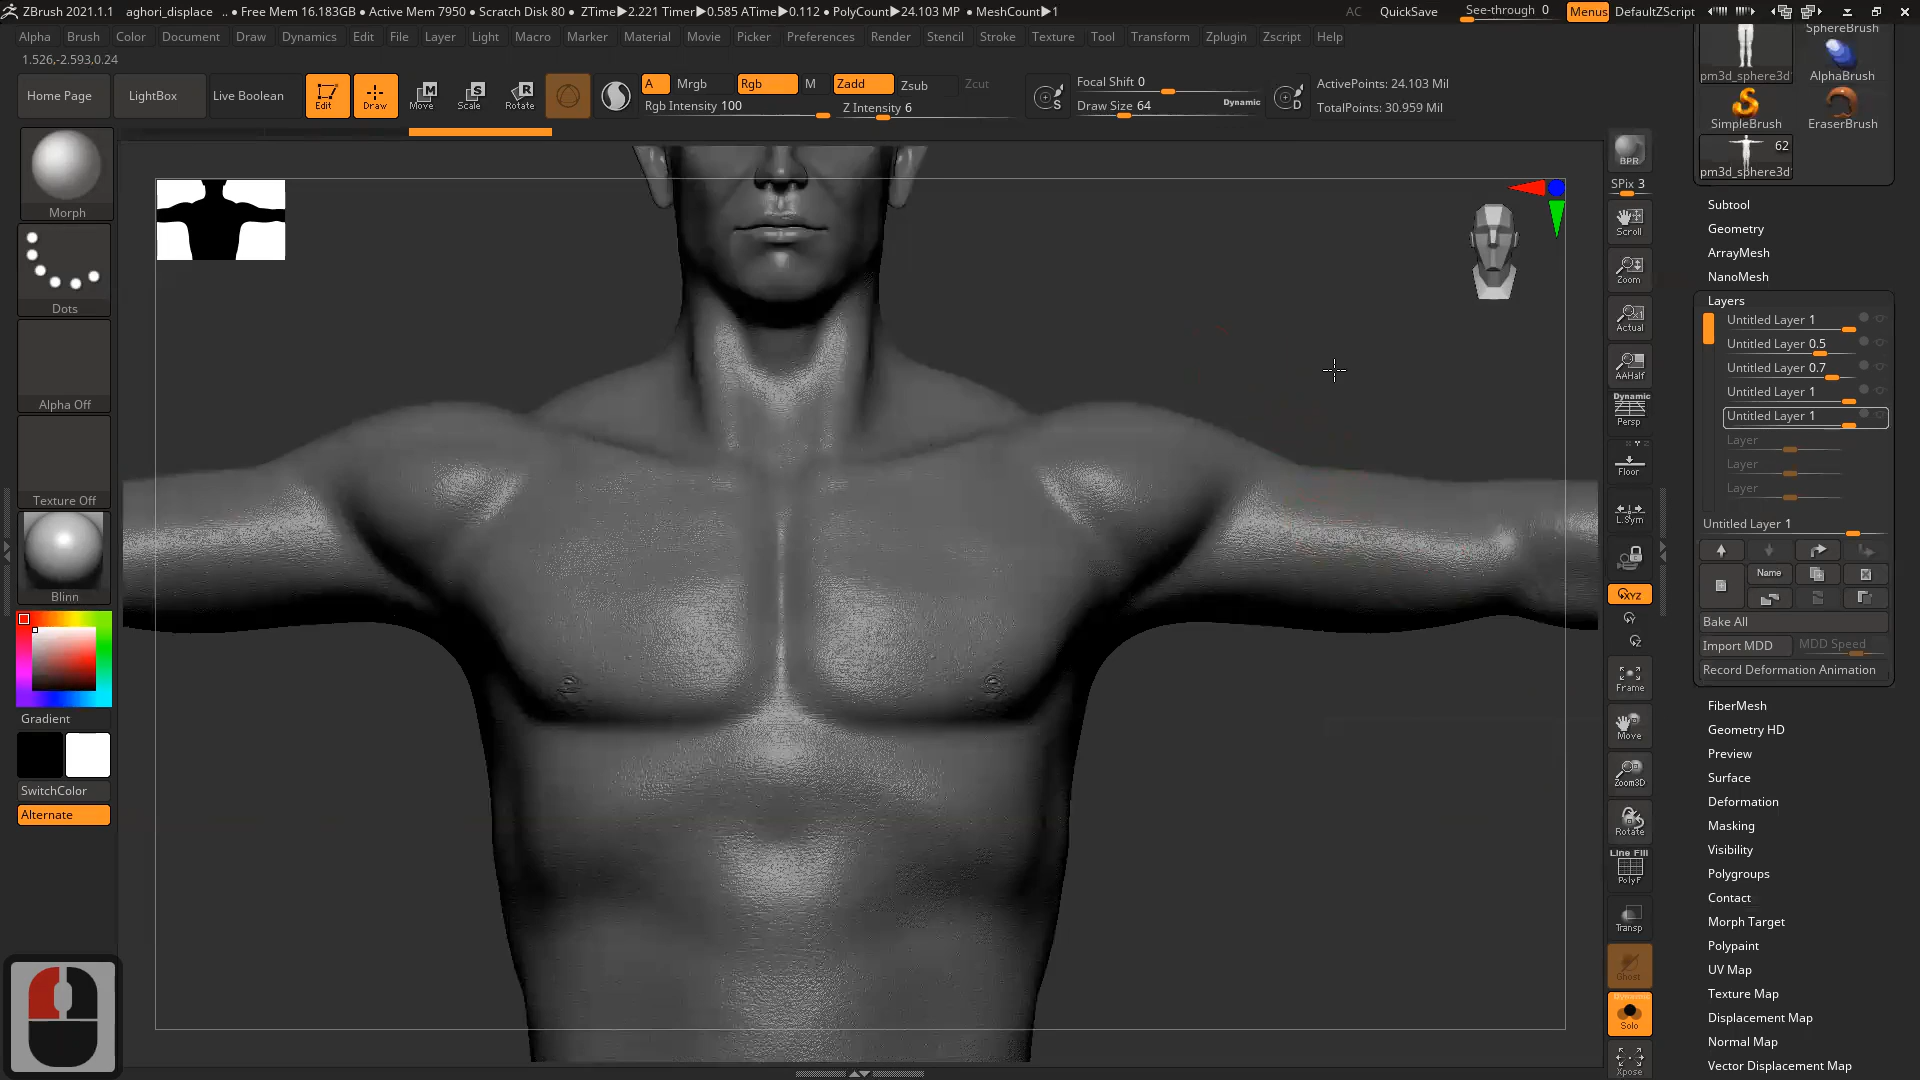 ZBrush 2021.1.1 aghori_displace .. ● Free Mem 16.183GB ● Active Mem 7950 ● Scratch Disk 80 ● ZTime▶2.221 Timer▶0.585 ATime▶0.112 ● PolyCount▶24.103 MP ● MeshCount▶1 AC QuickSave See-through 0 Menus DefaultZScript
Alpha Brush Color Document Draw Dynamics Edit File Layer Light Macro Marker Material Movie Picker Preferences Render Stencil Stroke Texture Tool Transform Zplugin Zscript Help
1.526,-2.593,0.24
Home Page LightBox Live Boolean Edit Draw Move Scale Rotate
A Mrgb Rgb M Zadd Zsub Zcut
Rgb Intensity 100 Z Intensity 6
S Focal Shift 0
Draw Size 64 Dynamic
D ActivePoints: 24.103 Mil
TotalPoints: 30.959 Mil
Morph
Dots
Alpha Off
Texture Off
Blinn
Gradient
SwitchColor
Alternate
BPR
SPix 3
Scroll
Zoom
Actual
AAHalf
Dynamic
Persp
Floor
L.Sym
XYZ
Frame
Move
Zoom3D
Rotate
Line Fill
PolyF
Transp
Ghost
Dynamic
Solo
Xpose
SphereBrush
pm3d_sphere3d
AlphaBrush
SimpleBrush
EraserBrush
62
pm3d_sphere3d
Subtool
Geometry
ArrayMesh
NanoMesh
Layers
Untitled Layer 1
Untitled Layer 0.5
Untitled Layer 0.7
Untitled Layer 1
Untitled Layer 1
Layer
Layer
Layer
Untitled Layer 1
Name
Bake All
Import MDD MDD Speed
Record Deformation Animation
FiberMesh
Geometry HD
Preview
Surface
Deformation
Masking
Visibility
Polygroups
Contact
Morph Target
Polypaint
UV Map
Texture Map
Displacement Map
Normal Map
Vector Displacement Map